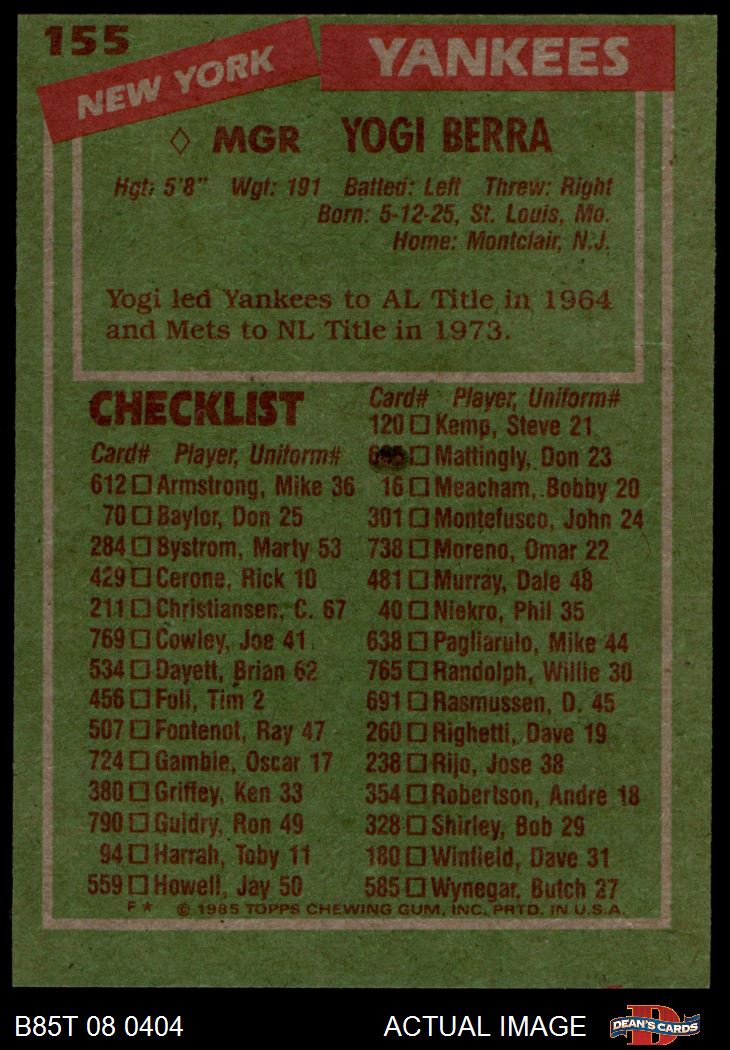 155
NEW YORK YANKEES
◇ MGR YOGI BERRA
Hgt: 5'8" Wgt: 191 Batted: Left Threw: Right
Born: 5-12-25, St. Louis, Mo.
Home: Montclair, N.J.
Yogi led Yankees to AL Title in 1964
and Mets to NL Title in 1973.
CHECKLIST
Card# Player, Uniform#
612 □ Armstrong, Mike 36
70 □ Baylor, Don 25
284 □ Bystrom, Marty 53
429 □ Cerone, Rick 10
211 □ Christiansen, C. 67
769 □ Cowley, Joe 41
534 □ Dayett, Brian 62
456 □ Foli, Tim 2
507 □ Fontenot, Ray 47
724 □ Gamble, Oscar 17
380 □ Griffey, Ken 33
790 □ Guidry, Ron 49
94 □ Harrah, Toby 11
559 □ Howell, Jay 50
Card# Player, Uniform#
120 □ Kemp, Steve 21
□ Mattingly, Don 23
16 □ Meacham, Bobby 20
301 □ Montefusco, John 24
738 □ Moreno, Omar 22
481 □ Murray, Dale 48
40 □ Niekro, Phil 35
638 □ Pagliarulo, Mike 44
765 □ Randolph, Willie 30
691 □ Rasmussen, D. 45
260 □ Righetti, Dave 19
238 □ Rijo, Jose 38
354 □ Robertson, Andre 18
328 □ Shirley, Bob 29
180 □ Winfield, Dave 31
585 □ Wynegar, Butch 27
F* © 1985 TOPPS CHEWING GUM, INC. PRTD. IN U.S.A.
B85T 08 0404 ACTUAL IMAGE
DEAN'S CARDS